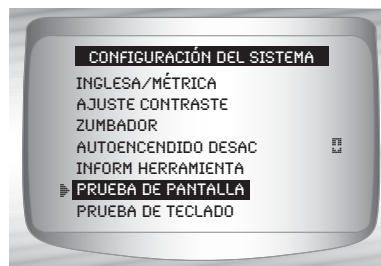 CONFIGURACIÓN DEL SISTEMA
INGLESA/MÉTRICA
AJUSTE CONTRASTE
ZUMBADOR
AUTOENCENDIDO DESAC
INFORM HERRAMIENTA
PRUEBA DE PANTALLA
PRUEBA DE TECLADO